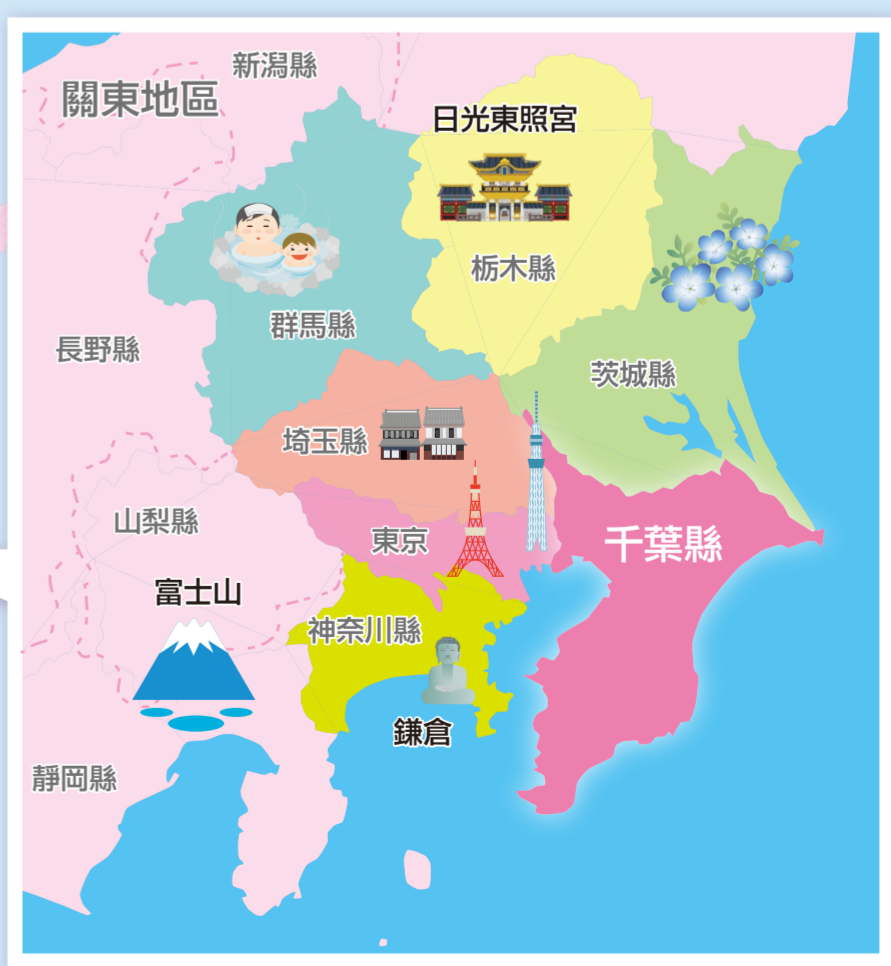 新潟縣
關東地區
日光東照宮
栃木縣
群馬縣
長野縣
茨城縣
埼玉縣
山梨縣
東京
千葉縣
富士山
神奈川縣
鎌倉
靜岡縣